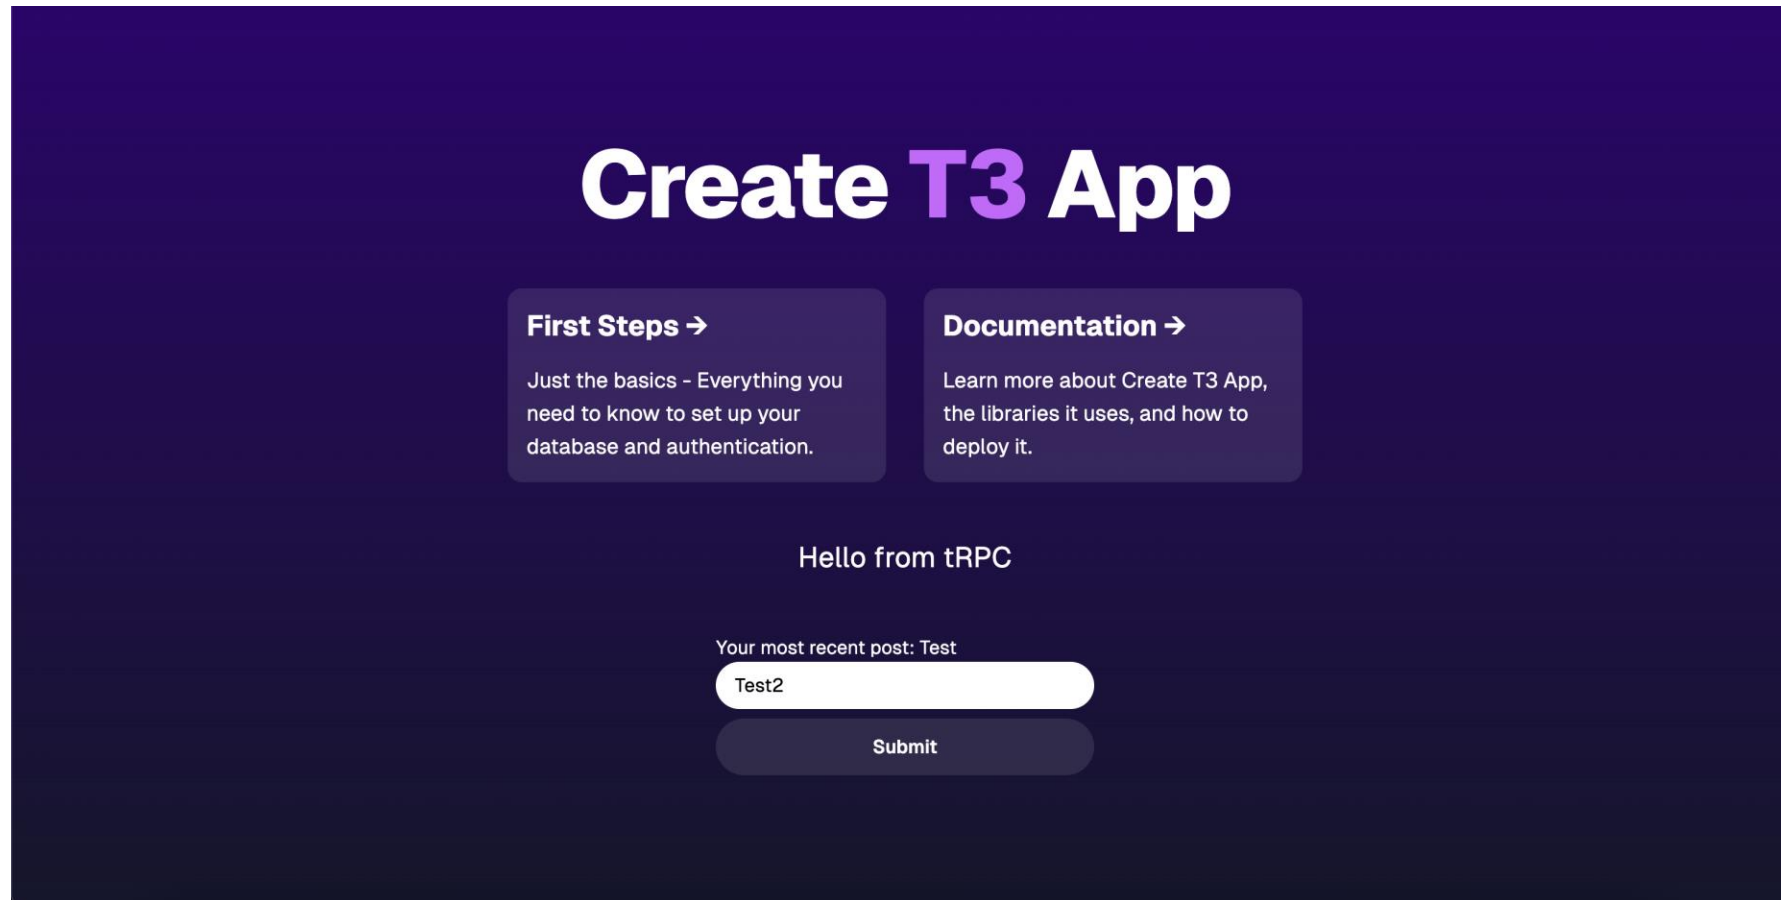 Create T3 App
First Steps →
Just the basics - Everything you
need to know to set up your
database and authentication.
Documentation →
Learn more about Create T3 App,
the libraries it uses, and how to
deploy it.
Hello from tRPC
Your most recent post: Test
Test2
Submit